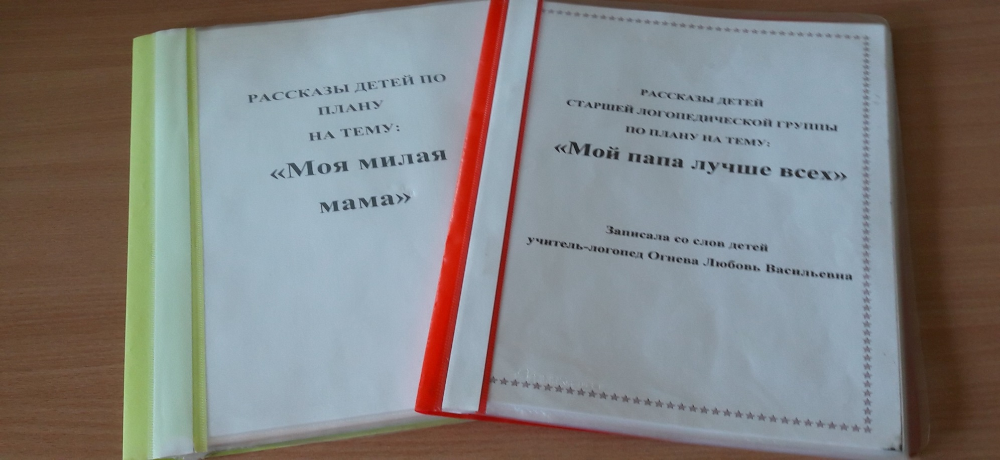 РАССКАЗЫ ДЕТЕЙ ПО
ПЛАНУ
НА ТЕМУ:
«Моя милая
мама»
РАССКАЗЫ ДЕТЕЙ
СТАРШЕЙ ЛОГОПЕДИЧЕСКОЙ ГРУППЫ
ПО ПЛАНУ НА ТЕМУ:
«Мой папа лучше всех»
Записала со слов детей
учитель-логопед Огнева Любовь Васильевна